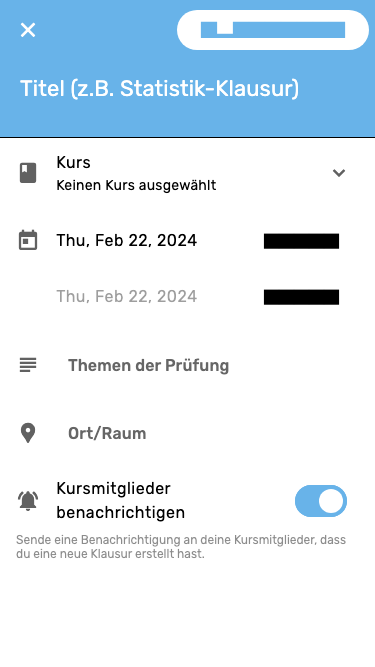 Titel (z.B. Statistik-Klausur)
Kurs
Keinen Kurs ausgewählt
Thu, Feb 22, 2024
Thu, Feb 22, 2024
Themen der Prüfung
Ort/Raum
Kursmitglieder
benachrichtigen
Sende eine Benachrichtigung an deine Kursmitglieder, dass
du eine neue Klausur erstellt hast.